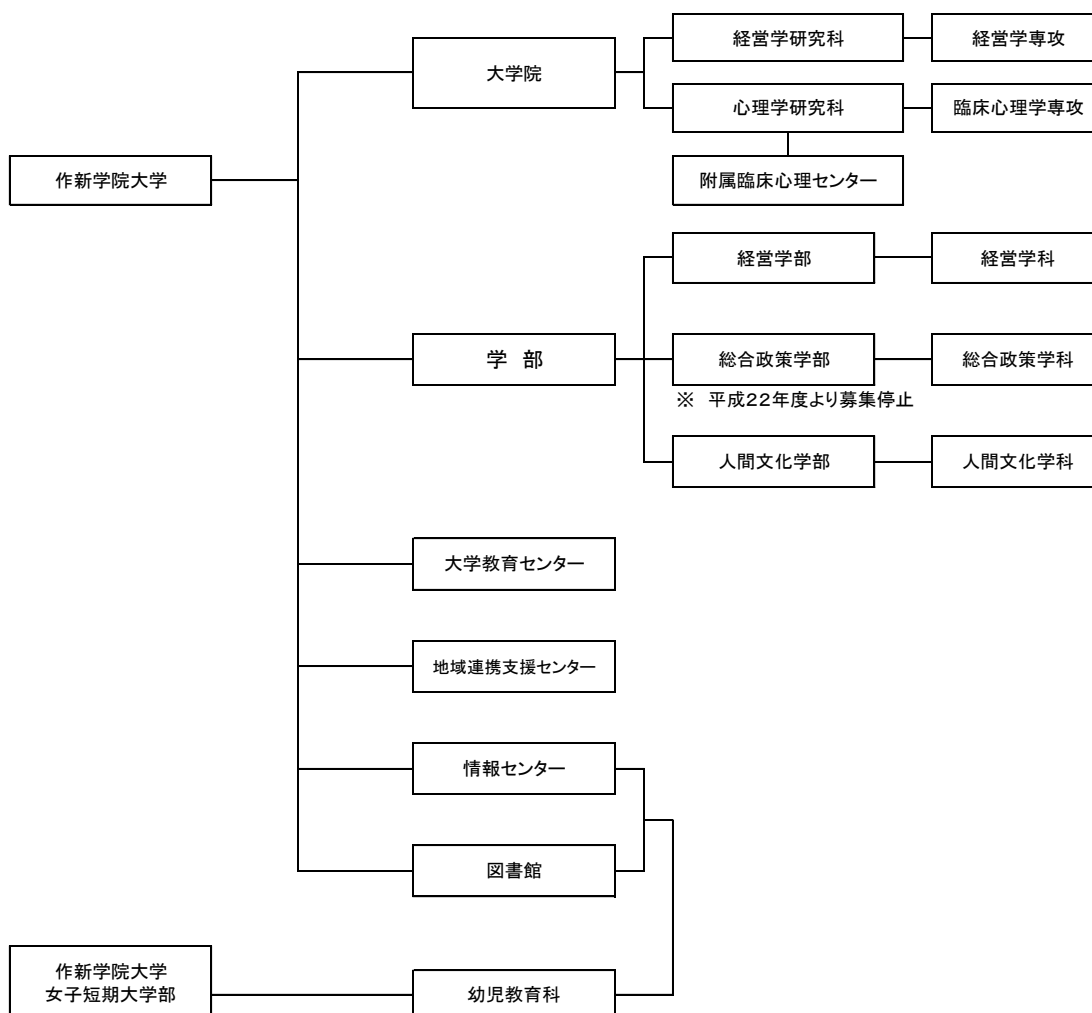 経営学研究科
経営学専攻
大学院
心理学研究科
臨床心理学専攻
作新学院大学
附属臨床心理センター
経営学部
経営学科
学 部
総合政策学部
総合政策学科
※ 平成22年度より募集停止
人間文化学部
人間文化学科
大学教育センター
地域連携支援センター
情報センター
図書館
作新学院大学
女子短期大学部
幼児教育科